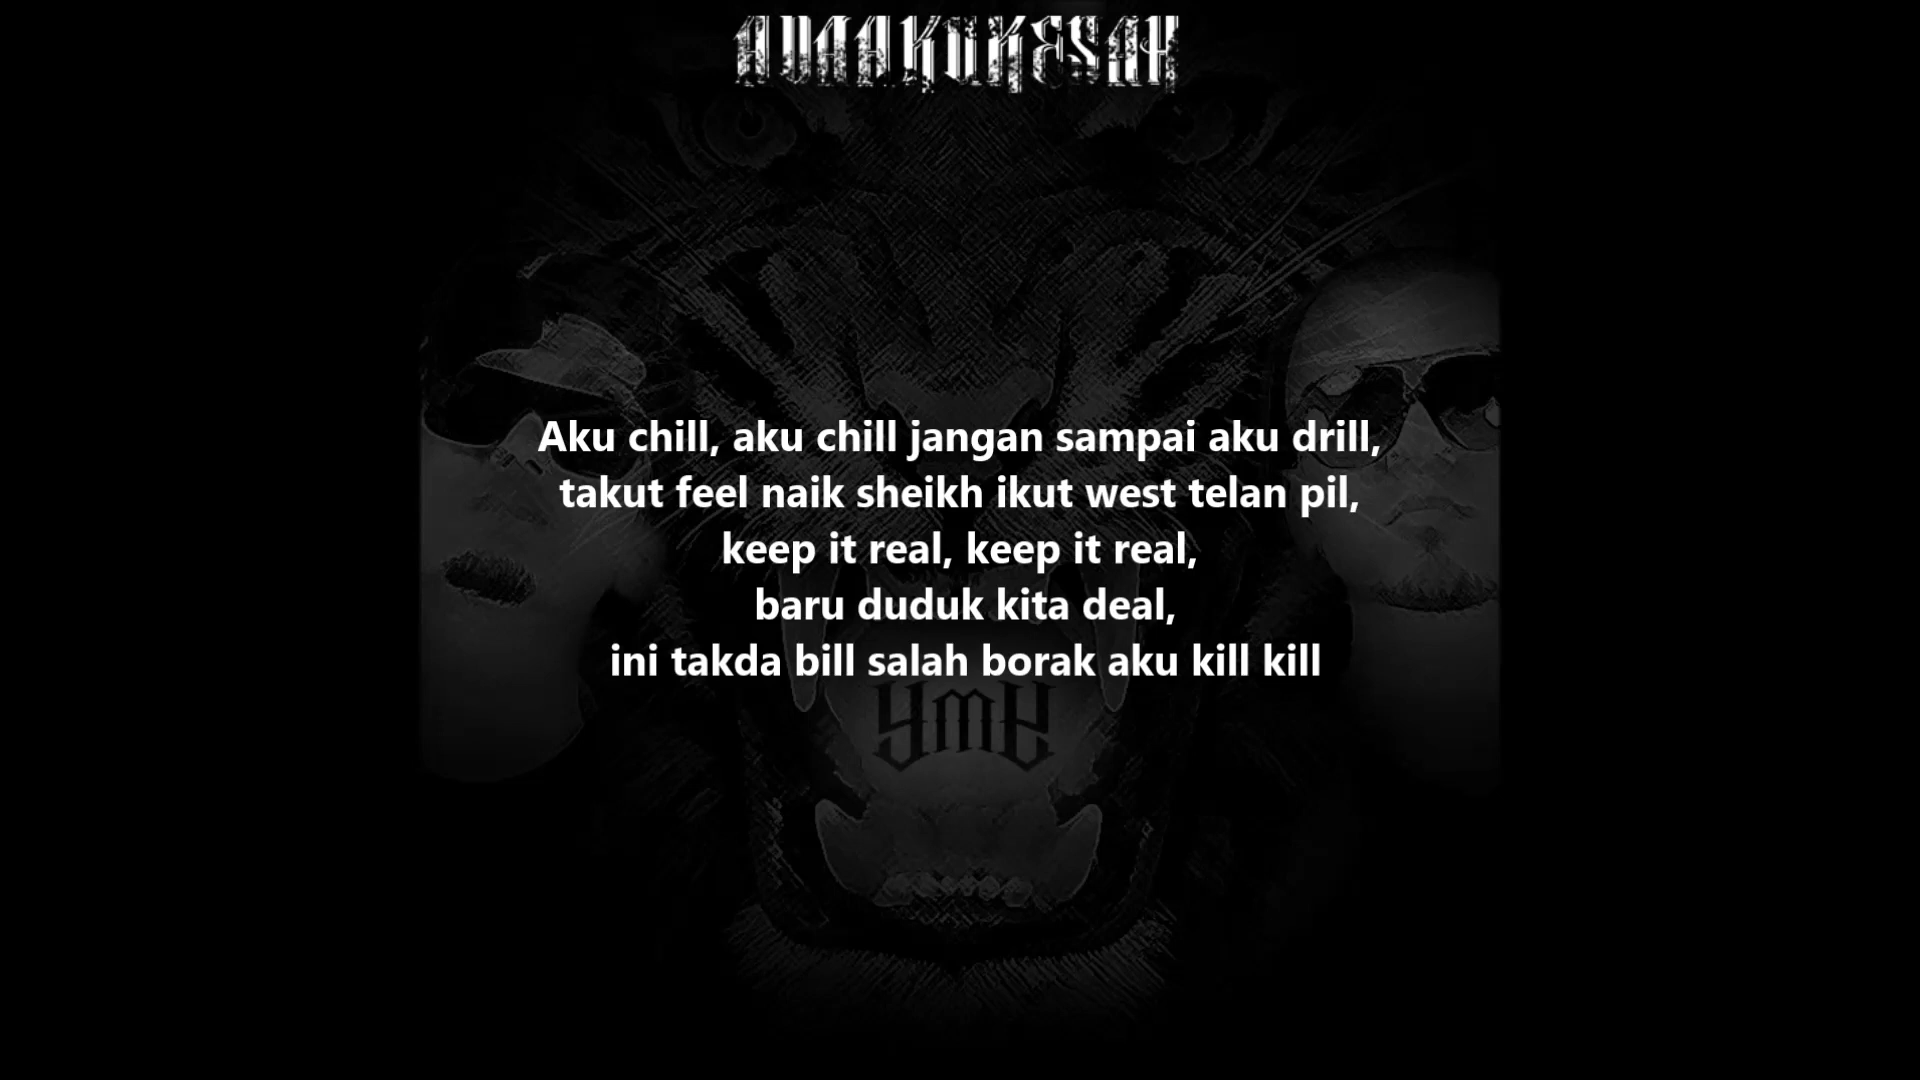 ADAAKUKESAH
Aku chill, aku chill jangan sampai aku drill,
takut feel naik sheikh ikut west telan pil,
keep it real, keep it real,
baru duduk kita deal,
ini takda bill salah borak aku kill kill